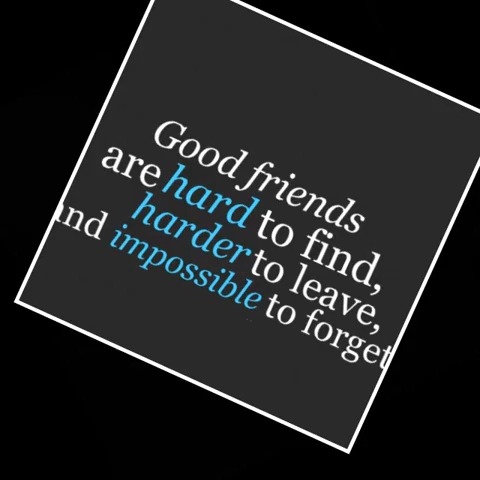 Good friends
are hard to find,
harder to leave,
and impossible to forget